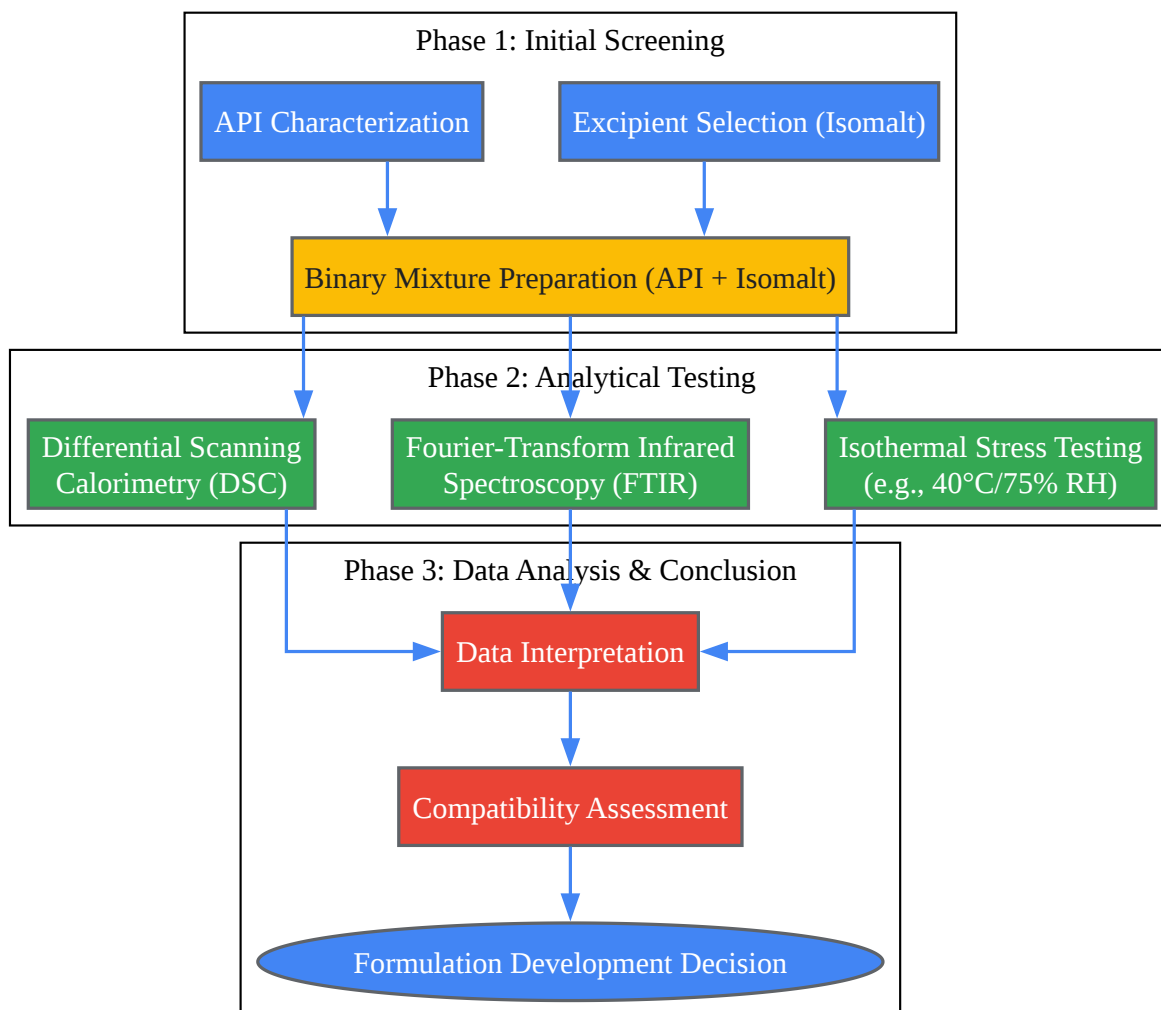 Phase 1: Initial Screening
API Characterization
Excipient Selection (Isomalt)
Binary Mixture Preparation (API + Isomalt)
Phase 2: Analytical Testing
Differential Scanning
Calorimetry (DSC)
Fourier-Transform Infrared
Spectroscopy (FTIR)
Isothermal Stress Testing
(e.g., 40°C/75% RH)
Phase 3: Data Analysis & Conclusion
Data Interpretation
Compatibility Assessment
Formulation Development Decision